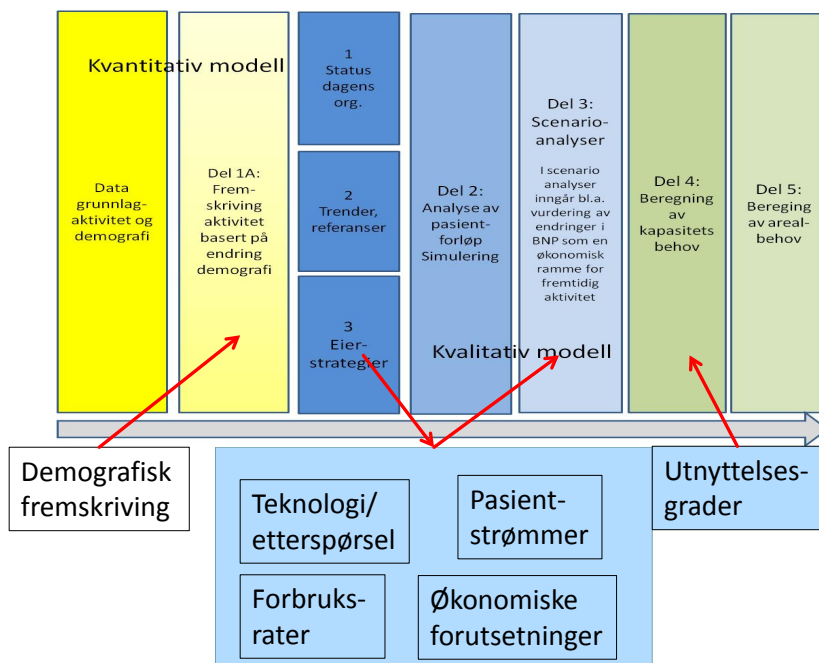 Kvantitativ modell
Data
grunnlag-
aktivitet og
demografi
Del 1A:
Frem-
skriving
aktivitet
basert på
endring
demografi
1
Status
dagens
org.
2
Trender,
referanser
3
Eier-
strategier
Del 2:
Analyse av
pasient-
forløp
Simulering
Del 3:
Scenario-
analyser
I scenario
analyser
inngår bl.a.
vurdering av
endringer i
BNP som en
økonomisk
ramme for
fremtidig
aktivitet
Kvalitativ modell
Del 4:
Beregning
av
kapasitets
behov
Del 5:
Bereging
av areal-
behov
Demografisk
fremskriving
Teknologi/
etterspørsel
Pasient-
strømmer
Forbruks-
rater
Økonomiske
forutsetninger
Utnyttelses-
grader